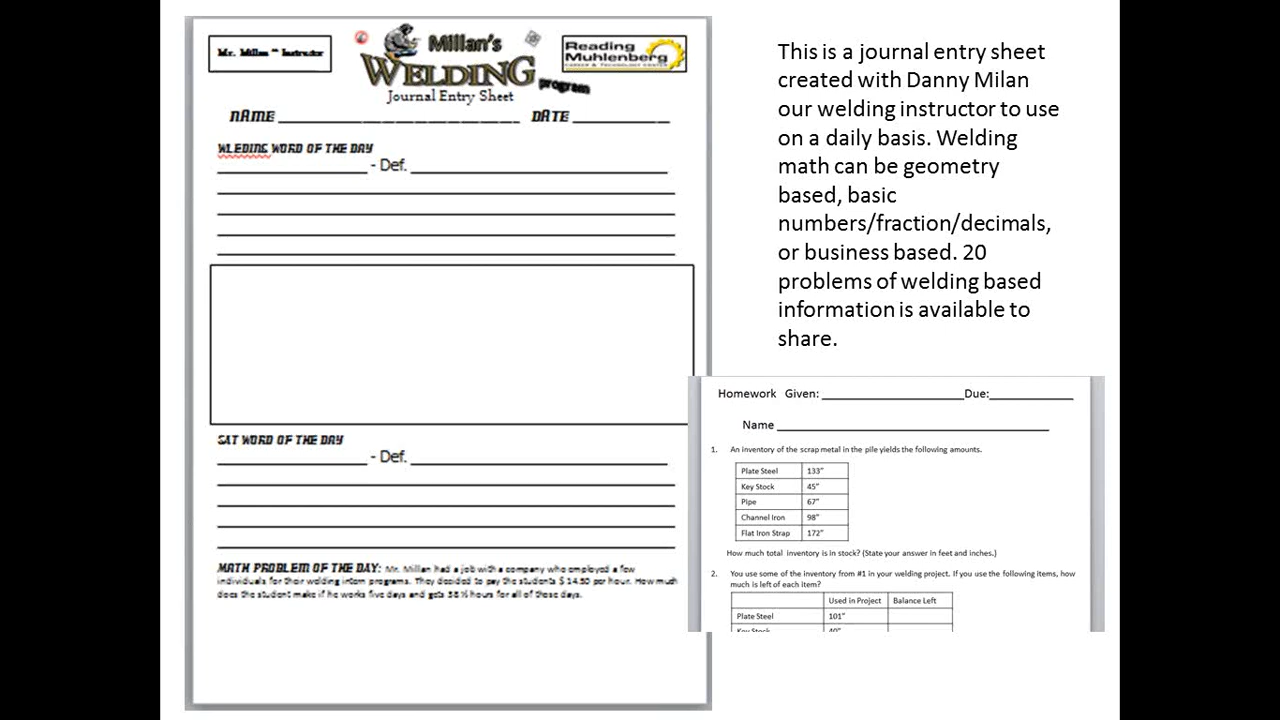 Mr. Millan ~ Instructor
Millan's
WELDING
program
Reading
Muhlenberg
CAREER & TECHNOLOGY CENTER
Journal Entry Sheet
NAME DATE
WLEDING WORD OF THE DAY
- Def.
SAT WORD OF THE DAY
- Def.
MATH PROBLEM OF THE DAY: Mr. Millan had a job with a company who employed a few
individuals for their welding intern programs. They decided to pay the students $ 14.50 per hour. How much
does the student make if he works five days and gets 38 ½ hours for all of those days.
This is a journal entry sheet
created with Danny Milan
our welding instructor to use
on a daily basis. Welding
math can be geometry
based, basic
numbers/fraction/decimals,
or business based. 20
problems of welding based
information is available to
share.
Homework Given: Due:
Name
1. An inventory of the scrap metal in the pile yields the following amounts.
Plate Steel 133"
Key Stock 45"
Pipe 67"
Channel Iron 98"
Flat Iron Strap 172"
How much total inventory is in stock? (State your answer in feet and inches.)
2. You use some of the inventory from #1 in your welding project. If you use the following items, how
much is left of each item?
Used in Project Balance Left
Plate Steel 101"
Key Stock 40"